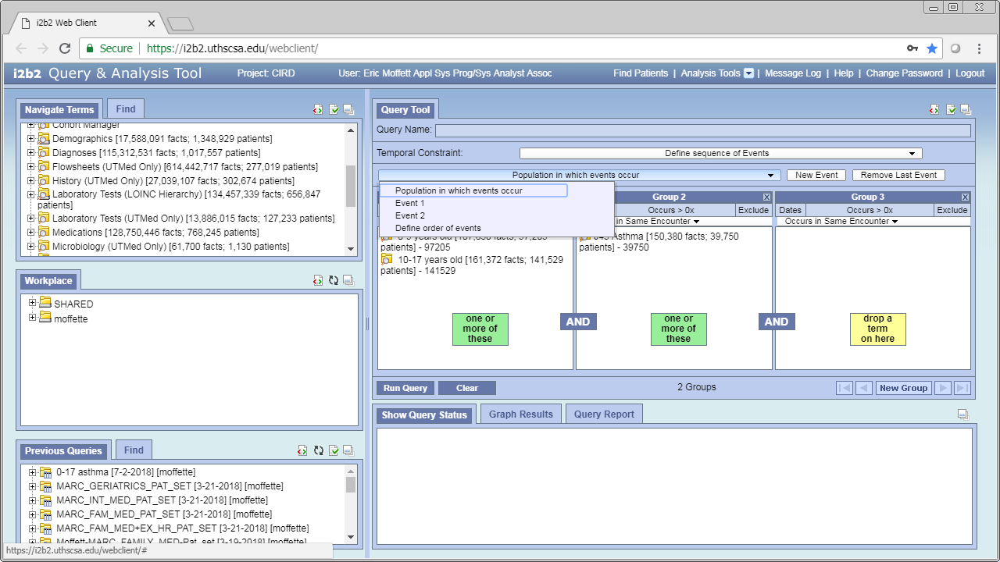 i2b2 Web Client
Secure https://i2b2.uthscsa.edu/webclient/
i2b2 Query & Analysis Tool Project: CIRD User: Eric Moffett Appl Sys Prog/Sys Analyst Assoc Find Patients | Analysis Tools | Message Log | Help | Change Password | Logout
Navigate Terms Find
Cohort Manager
Demographics [17,588,091 facts; 1,348,929 patients]
Diagnoses [115,312,531 facts; 1,017,557 patients]
Flowsheets (UTMed Only) [614,442,717 facts; 277,019 patients]
History (UTMed Only) [27,039,107 facts; 302,674 patients]
Laboratory Tests (LOINC Hierarchy) [134,457,339 facts; 656,847
patients]
Laboratory Tests (UTMed Only) [13,886,015 facts; 127,233 patients]
Medications [128,750,446 facts; 768,245 patients]
Microbiology (UTMed Only) [61,700 facts; 1,130 patients]
Workplace
SHARED
moffette
Previous Queries Find
0-17 asthma [7-2-2018] [moffette]
MARC_GERIATRICS_PAT_SET [3-21-2018] [moffette]
MARC_INT_MED_PAT_SET [3-21-2018] [moffette]
MARC_FAM_MED_PAT_SET [3-21-2018] [moffette]
MARC_FAM_MED+EX_HR_PAT_SET [3-21-2018] [moffette]
Moffett-MARC_FAMILY_MED-Pat_set [3-19-2018] [moffette]
https://i2b2.uthscsa.edu/webclient/#
Query Tool
Query Name:
Temporal Constraint: Define sequence of Events
Population in which events occur New Event Remove Last Event
Population in which events occur
Event 1
Event 2
Define order of events
Group 2 X Group 3 X
Occurs > 0x Exclude Dates Occurs > 0x Exclude
in Same Encounter Occurs in Same Encounter
patients] - 97205
10-17 years old [161,372 facts; 141,529
patients] - 141529
Asthma [150,380 facts; 39,750
patients] - 39750
one or
more of
these
AND
one or
more of
these
AND
drop a
term
on here
Run Query Clear 2 Groups New Group
Show Query Status Graph Results Query Report